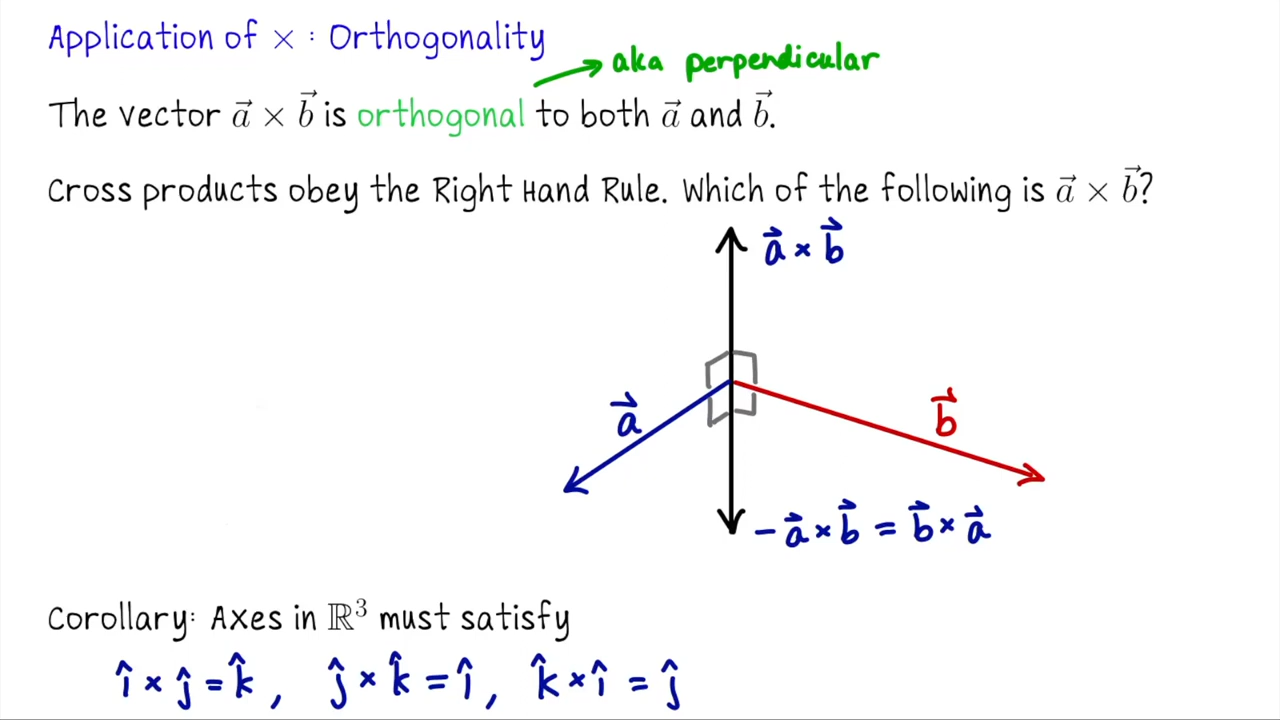 Application of × : Orthogonality
aka perpendicular
The vector a⃗ × b⃗ is orthogonal to both a⃗ and b⃗.
Cross products obey the Right Hand Rule. Which of the following is a⃗ × b⃗?
a⃗ × b⃗
a⃗
b⃗
− a⃗ × b⃗ = b⃗ × a⃗
Corollary: Axes in ℝ³ must satisfy
î × ĵ = k̂ , ĵ × k̂ = î , k̂ × î = ĵ